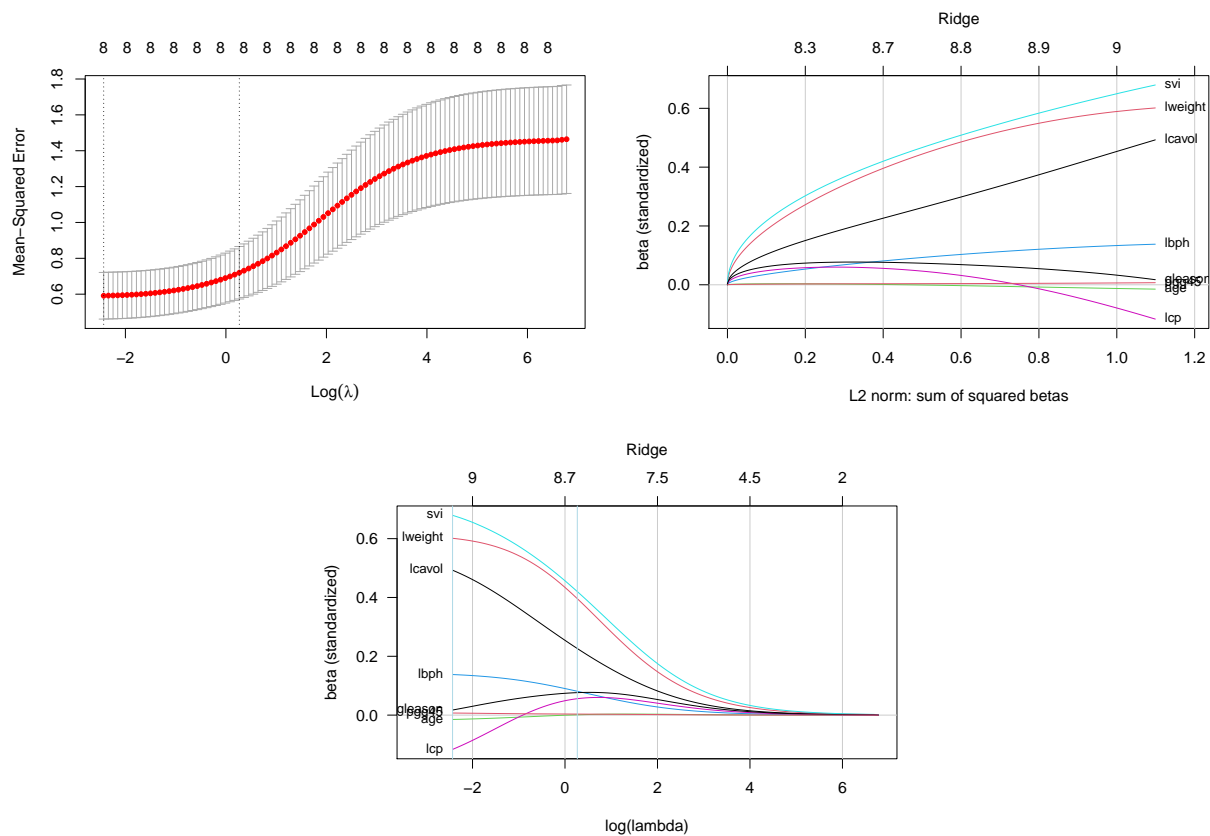 8 8 8 8 8 8 8 8 8 8 8 8 8 8 8 8 8 8 8 8
1.8
1.6
1.4
1.2
1.0
0.8
0.6
Mean−Squared Error
−2 0 2 4 6
Log(λ)
Ridge
8.3 8.7 8.8 8.9 9
0.6
0.4
0.2
0.0
beta (standardized)
svi
lweight
lcavol
lbph
gleason
pgg45
age
lcp
0.0 0.2 0.4 0.6 0.8 1.0 1.2
L2 norm: sum of squared betas
Ridge
9 8.7 7.5 4.5 2
0.6
0.4
0.2
0.0
beta (standardized)
svi
lweight
lcavol
lbph
gleason
pgg45
age
lcp
−2 0 2 4 6
log(lambda)